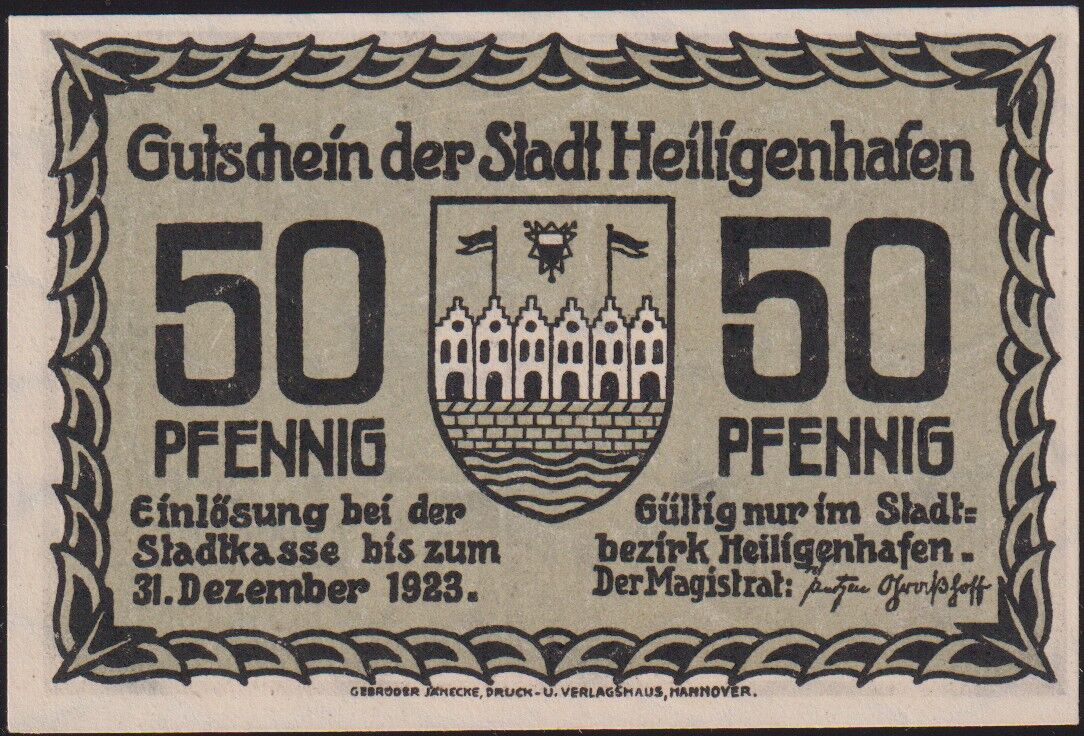 Gutschein der Stadt Heiligenhafen
50
PFENNIG
50
PFENNIG
Einlösung bei der
Stadtkasse bis zum
31. Dezember 1923.
Gültig nur im Stadt=
bezirk Heiligenhafen.
Der Magistrat:
GEBRÜDER JÄNECKE, DRUCK- U. VERLAGSHAUS, HANNOVER.